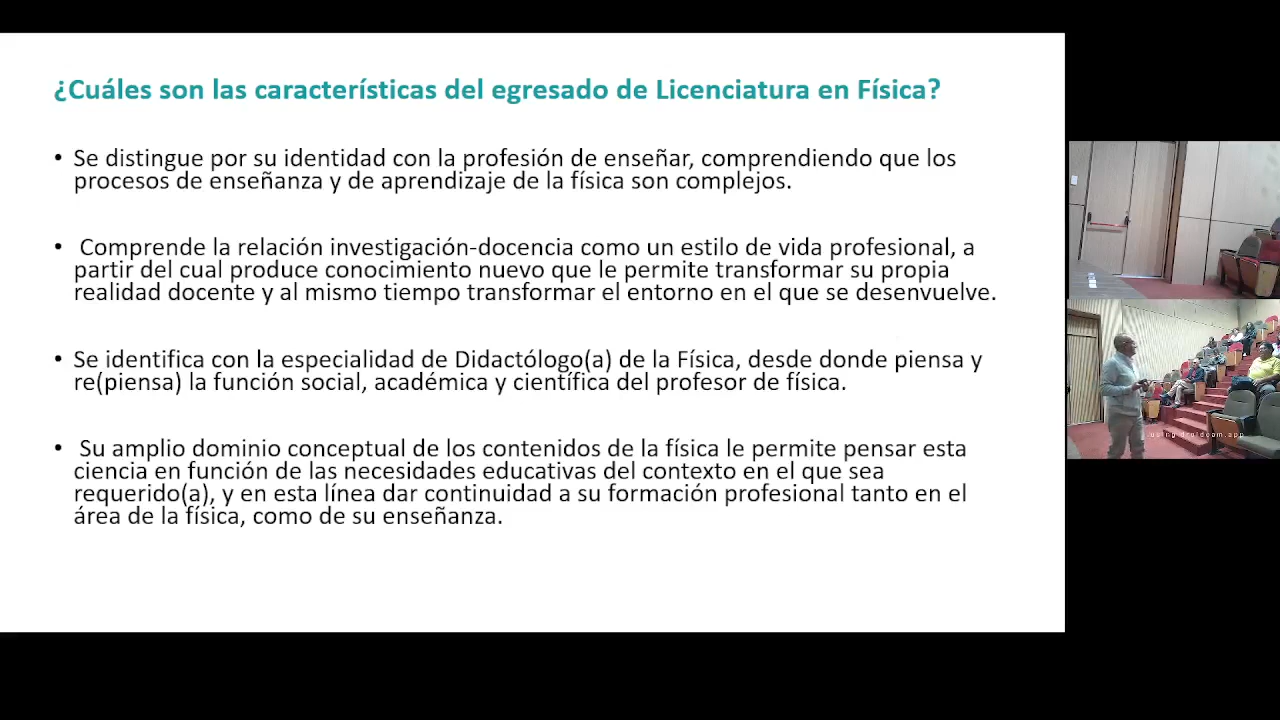 ¿Cuáles son las características del egresado de Licenciatura en Física?
• Se distingue por su identidad con la profesión de enseñar, comprendiendo que los
procesos de enseñanza y de aprendizaje de la física son complejos.
• Comprende la relación investigación-docencia como un estilo de vida profesional, a
partir del cual produce conocimiento nuevo que le permite transformar su propia
realidad docente y al mismo tiempo transformar el entorno en el que se desenvuelve.
• Se identifica con la especialidad de Didactólogo(a) de la Física, desde donde piensa y
re(piensa) la función social, académica y científica del profesor de física.
• Su amplio dominio conceptual de los contenidos de la física le permite pensar esta
ciencia en función de las necesidades educativas del contexto en el que sea
requerido(a), y en esta línea dar continuidad a su formación profesional tanto en el
área de la física, como de su enseñanza.
using droidcam.app